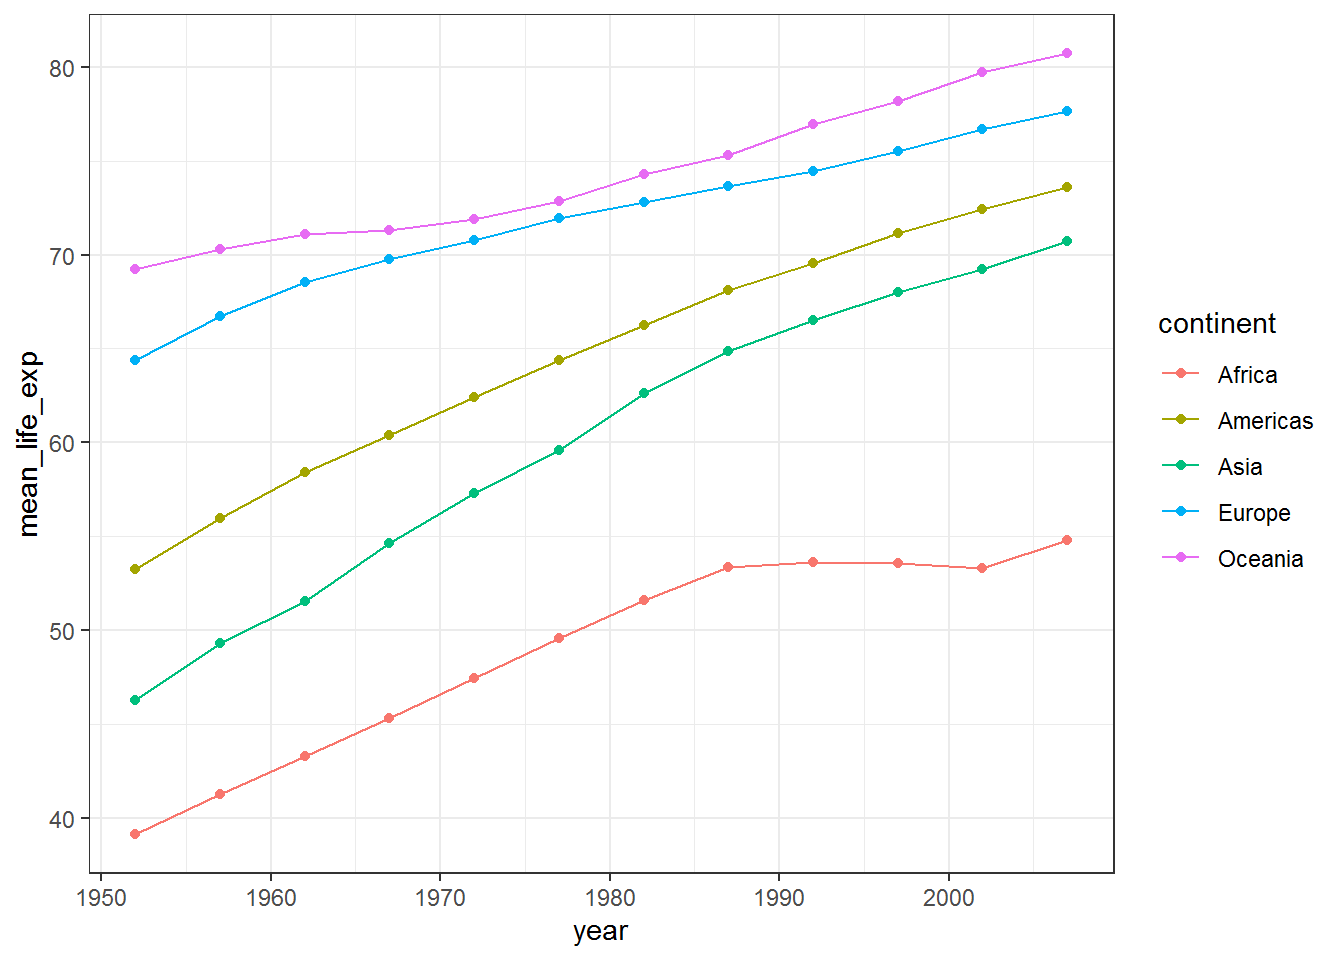 80
70
60
50
40
mean_life_exp
1950 1960 1970 1980 1990 2000
year
continent
Africa
Americas
Asia
Europe
Oceania